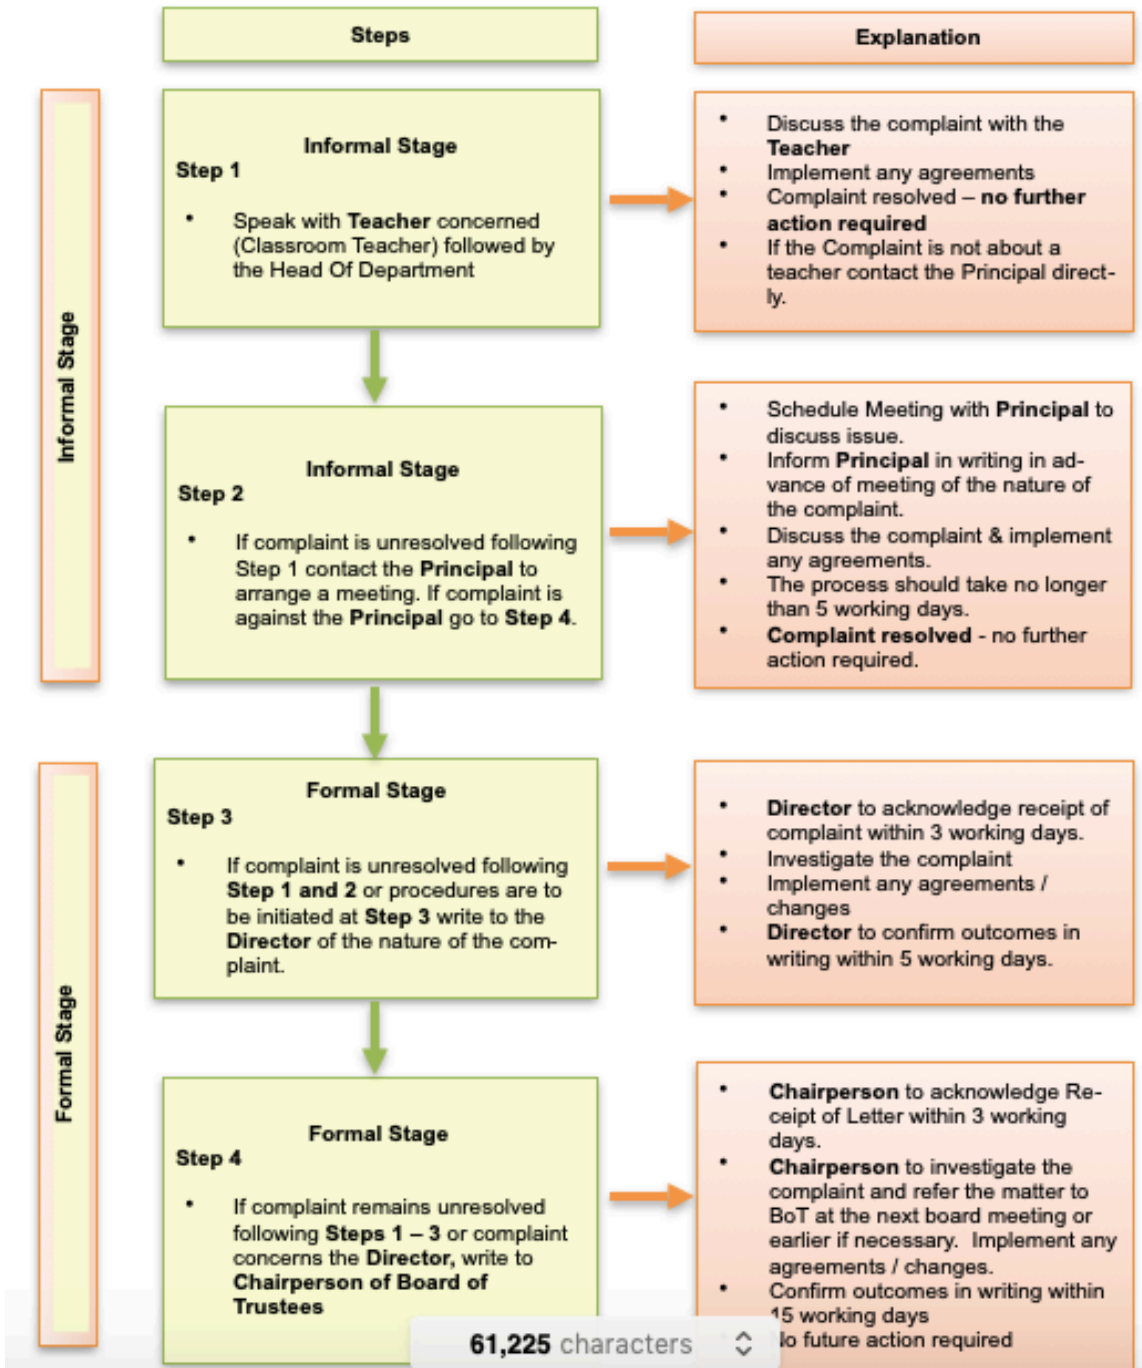 Steps
Explanation
Informal Stage
Informal Stage
Step 1
• Speak with Teacher concerned
(Classroom Teacher) followed by
the Head Of Department
• Discuss the complaint with the
Teacher
• Implement any agreements
• Complaint resolved – no further
action required
• If the Complaint is not about a
teacher contact the Principal direct-
ly.
Informal Stage
Step 2
• If complaint is unresolved following
Step 1 contact the Principal to
arrange a meeting. If complaint is
against the Principal go to Step 4.
• Schedule Meeting with Principal to
discuss issue.
• Inform Principal in writing in ad-
vance of meeting of the nature of
the complaint.
• Discuss the complaint & implement
any agreements.
• The process should take no longer
than 5 working days.
• Complaint resolved - no further
action required.
Formal Stage
Formal Stage
Step 3
• If complaint is unresolved following
Step 1 and 2 or procedures are to
be initiated at Step 3 write to the
Director of the nature of the com-
plaint.
• Director to acknowledge receipt of
complaint within 3 working days.
• Investigate the complaint
• Implement any agreements /
changes
• Director to confirm outcomes in
writing within 5 working days.
Formal Stage
Step 4
• If complaint remains unresolved
following Steps 1 – 3 or complaint
concerns the Director, write to
Chairperson of Board of
Trustees
• Chairperson to acknowledge Re-
ceipt of Letter within 3 working
days.
• Chairperson to investigate the
complaint and refer the matter to
BoT at the next board meeting or
earlier if necessary. Implement any
agreements / changes.
• Confirm outcomes in writing within
15 working days
No future action required
61,225 characters